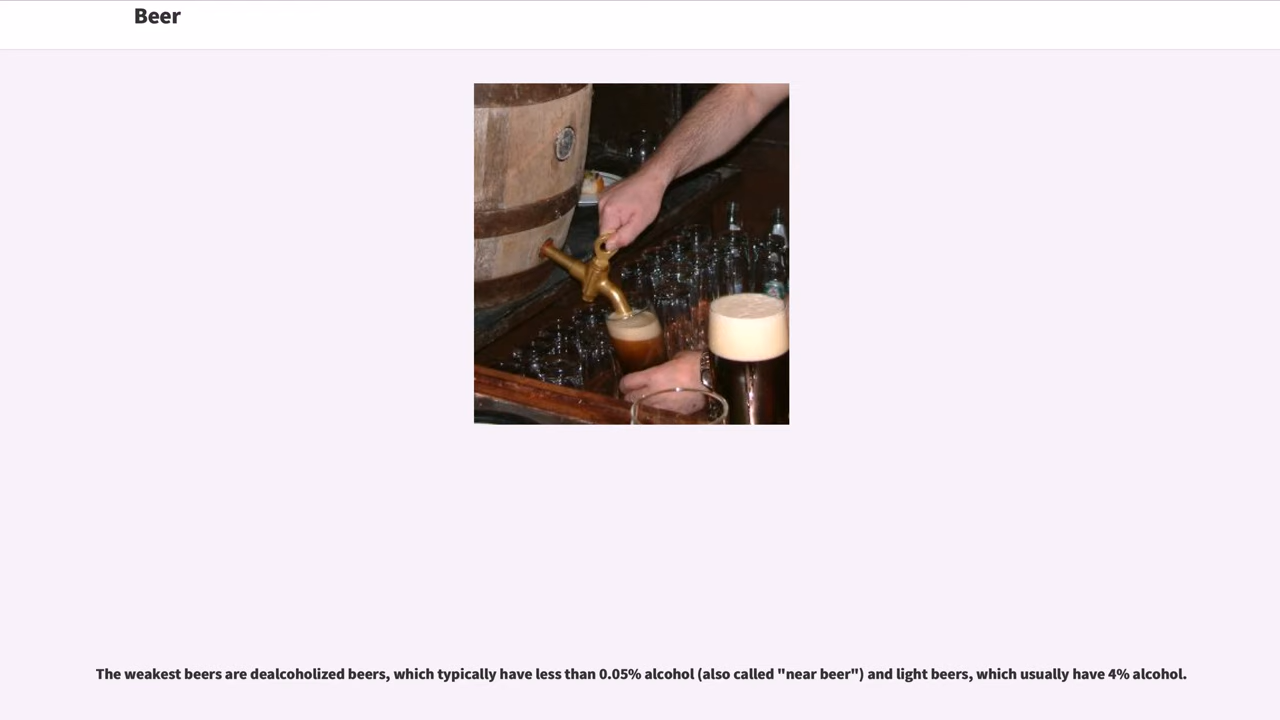 Beer
The weakest beers are dealcoholized beers, which typically have less than 0.05% alcohol (also called "near beer") and light beers, which usually have 4% alcohol.